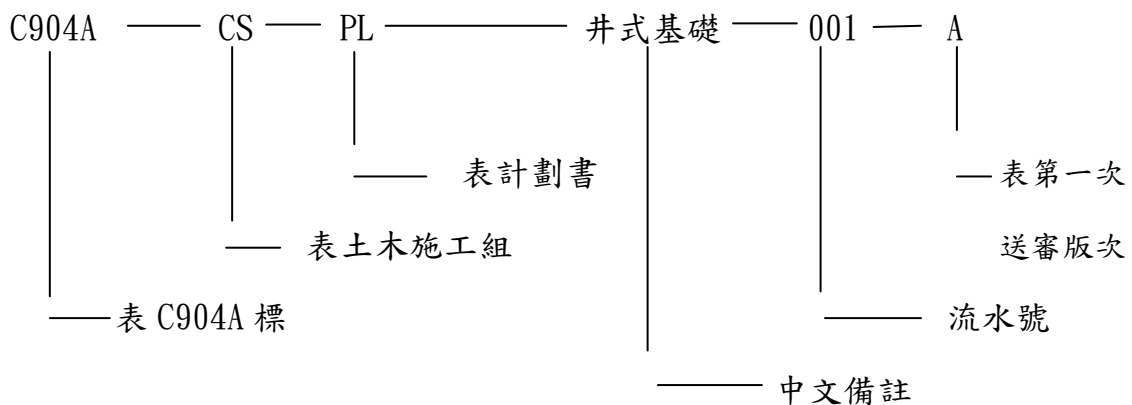 C904A CS PL 井式基礎 001 A
表計劃書 表第一次
表土木施工組 送審版次
表 C904A 標 流水號
中文備註